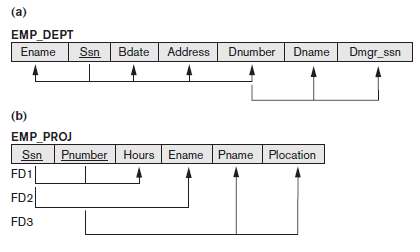 (a)
EMP_DEPT
Ename Ssn Bdate Address Dnumber Dname Dmgr_ssn
(b)
EMP_PROJ
Ssn Pnumber Hours Ename Pname Plocation
FD1
FD2
FD3